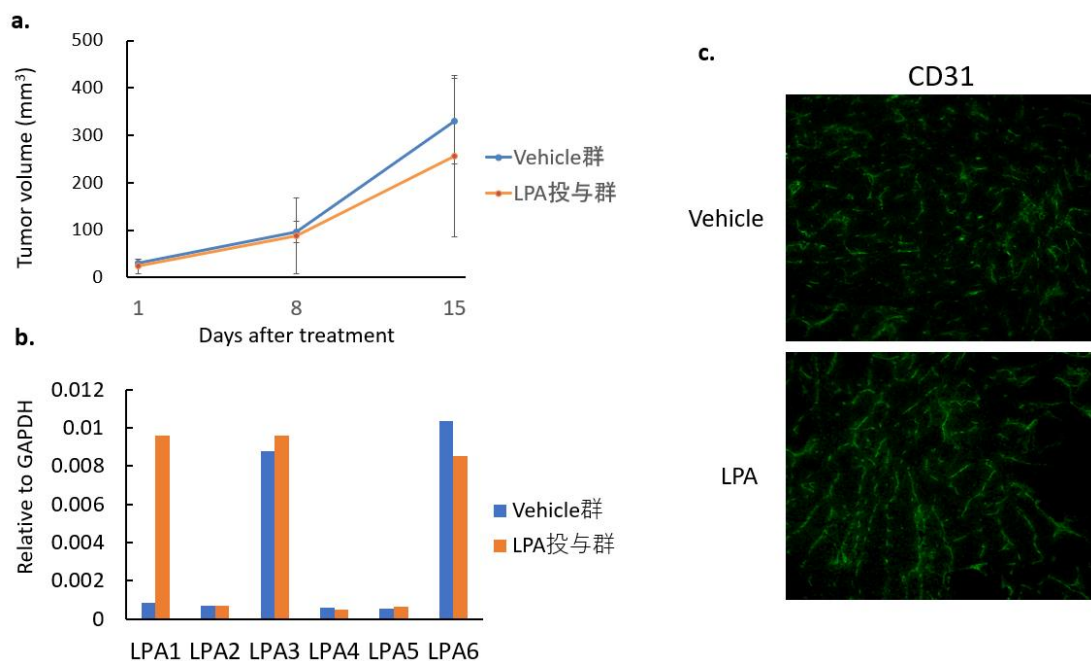 a.
Tumor volume (mm³)
500
400
300
200
100
0
1 8 15
Days after treatment
Vehicle群
LPA投与群
b.
Relative to GAPDH
0.012
0.01
0.008
0.006
0.004
0.002
0
LPA1 LPA2 LPA3 LPA4 LPA5 LPA6
Vehicle群
LPA投与群
c.
CD31
Vehicle
LPA